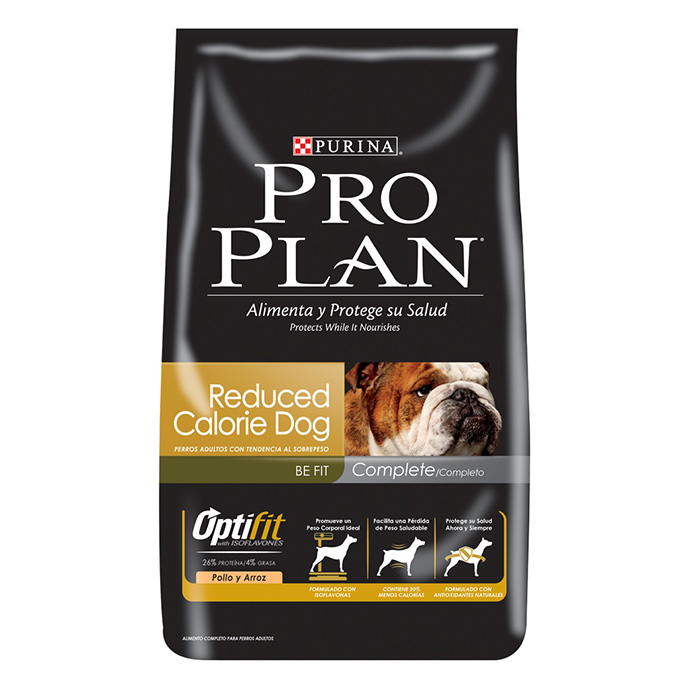 PURINA®
PRO
PLAN®
Alimenta y Protege su Salud
Protects While It Nourishes
Reduced
Calorie Dog
PERROS ADULTOS CON TENDENCIA AL SOBREPESO
BE FIT
Complete/Completo
Optifit
with ISOFLAVONES
26% PROTEÍNA/4% GRASA
Pollo y Arroz
Promueve un
Peso Corporal Ideal
FORMULADO CON
ISOFLAVONAS
Facilita una Pérdida
de Peso Saludable
CONTIENE 20%
MENOS CALORÍAS
Protege su Salud
Ahora y Siempre
FORMULADO CON
ANTIOXIDANTES NATURALES
ALIMENTO COMPLETO PARA PERROS ADULTOS